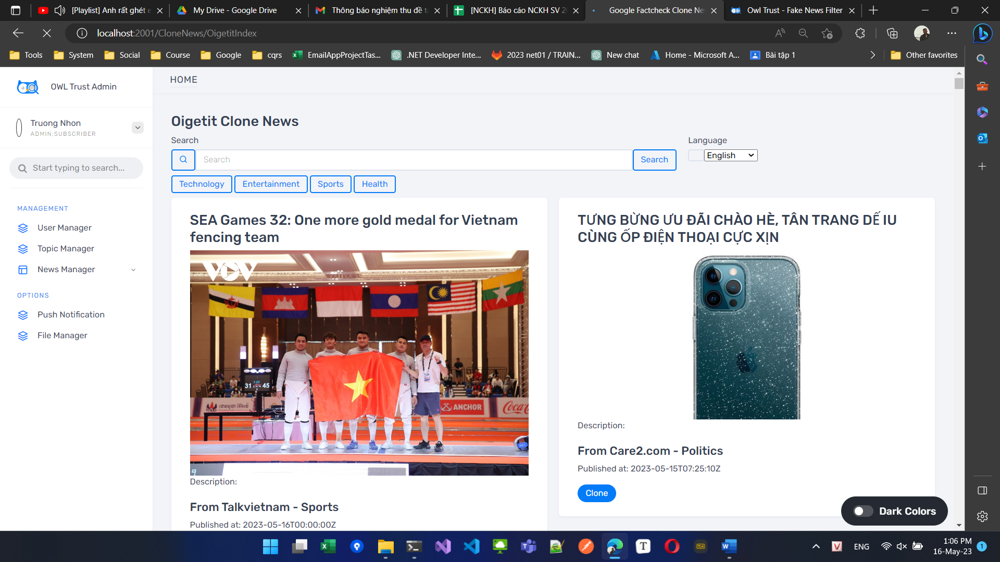 [Playlist] Anh rất ghét
My Drive - Google Drive
Thông báo nghiệm thu đề t
[NCKH] Báo cáo NCKH SV 2
Google Factcheck Clone Ne
Owl Trust - Fake News Filter
localhost:2001/CloneNews/OigetitIndex
Tools
System
Social
Course
Google
cqrs
EmailAppProjectTas...
.NET Developer Inte...
2023 net01 / TRAIN...
New chat
Home - Microsoft A...
Bài tập 1
Other favorites
OWL Trust Admin
Truong Nhon
ADMIN;SUBSCRIBER
Start typing to search...
MANAGEMENT
User Manager
Topic Manager
News Manager
OPTIONS
Push Notification
File Manager
HOME
Oigetit Clone News
Search
Search
Search
Language
English
Technology
Entertainment
Sports
Health
SEA Games 32: One more gold medal for Vietnam
fencing team
VOV
3:00
31 45
ANCHOR
Coca
9
Description:
From Talkvietnam - Sports
Published at: 2023-05-16T00:00:00Z
TƯNG BỪNG ƯU ĐÃI CHÀO HÈ, TÂN TRANG DẾ IU
CÙNG ỐP ĐIỆN THOẠI CỰC XỊN
Description:
From Care2.com - Politics
Published at: 2023-05-15T07:25:10Z
Clone
Dark Colors
ENG
1:06 PM
16-May-23
1